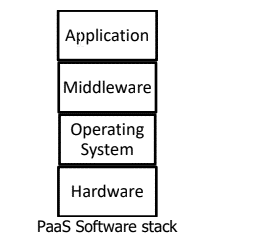 Application
Middleware
Operating
System
Hardware
PaaS Software stack